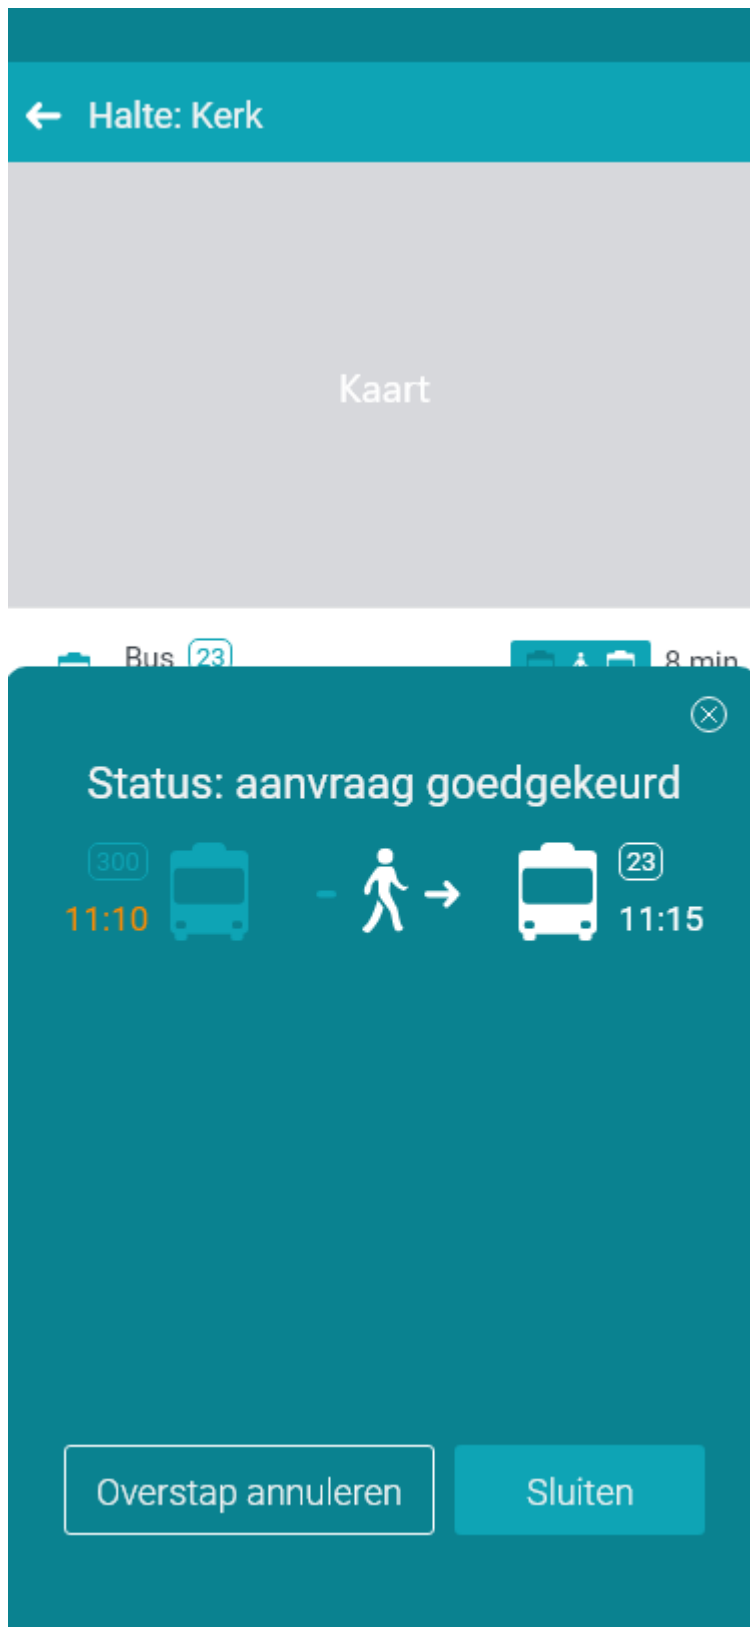 Halte: Kerk
Kaart
Bus 23
8 min
Status: aanvraag goedgekeurd
300
23
11:10
11:15
Overstap annuleren
Sluiten